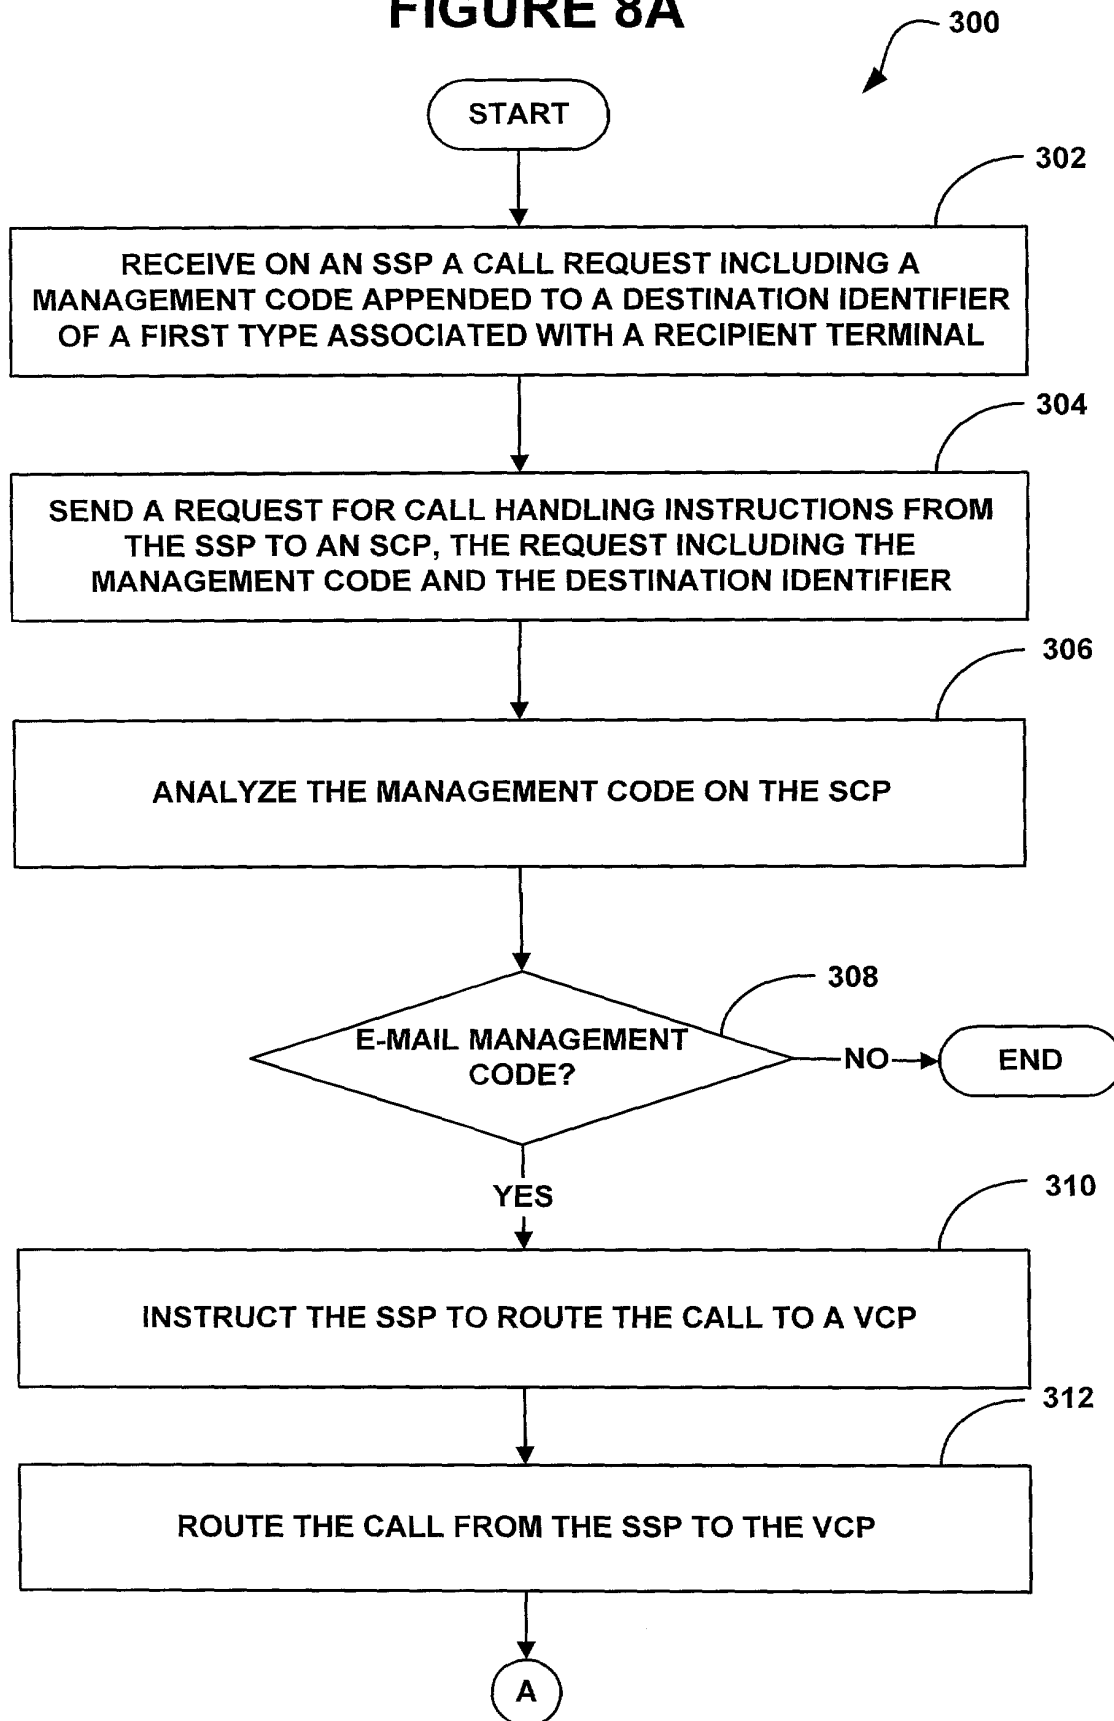 FIGURE 8A
300
START
302
RECEIVE ON AN SSP A CALL REQUEST INCLUDING A
MANAGEMENT CODE APPENDED TO A DESTINATION IDENTIFIER
OF A FIRST TYPE ASSOCIATED WITH A RECIPIENT TERMINAL
304
SEND A REQUEST FOR CALL HANDLING INSTRUCTIONS FROM
THE SSP TO AN SCP, THE REQUEST INCLUDING THE
MANAGEMENT CODE AND THE DESTINATION IDENTIFIER
306
ANALYZE THE MANAGEMENT CODE ON THE SCP
308
E-MAIL MANAGEMENT
CODE?
NO
END
YES
310
INSTRUCT THE SSP TO ROUTE THE CALL TO A VCP
312
ROUTE THE CALL FROM THE SSP TO THE VCP
A